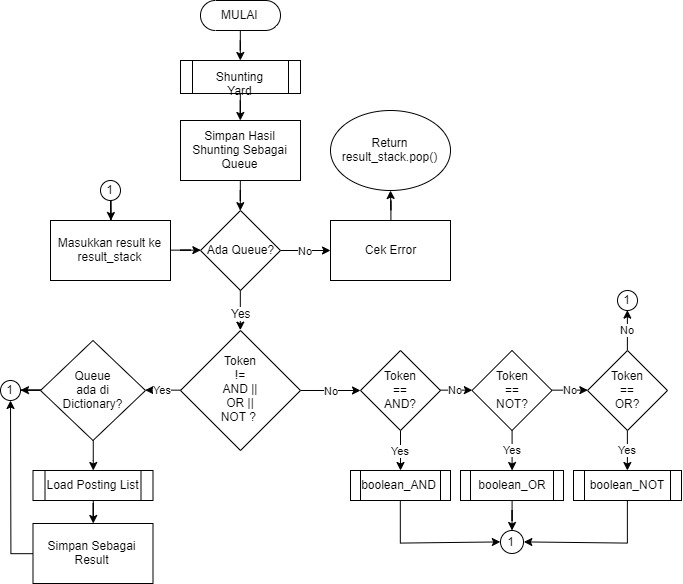 MULAI
Shunting
Yard
Simpan Hasil
Shunting Sebagai
Queue
Return
result_stack.pop()
1
Masukkan result ke
result_stack
Ada Queue?
No
Cek Error
Yes
1
No
Queue
ada di
Dictionary?
1
Yes
Token
!=
AND ||
OR ||
NOT ?
No
Token
==
AND?
No
Token
==
NOT?
No
Token
==
OR?
Yes
Yes
Yes
Load Posting List
boolean_AND
boolean_OR
boolean_NOT
Simpan Sebagai
Result
1